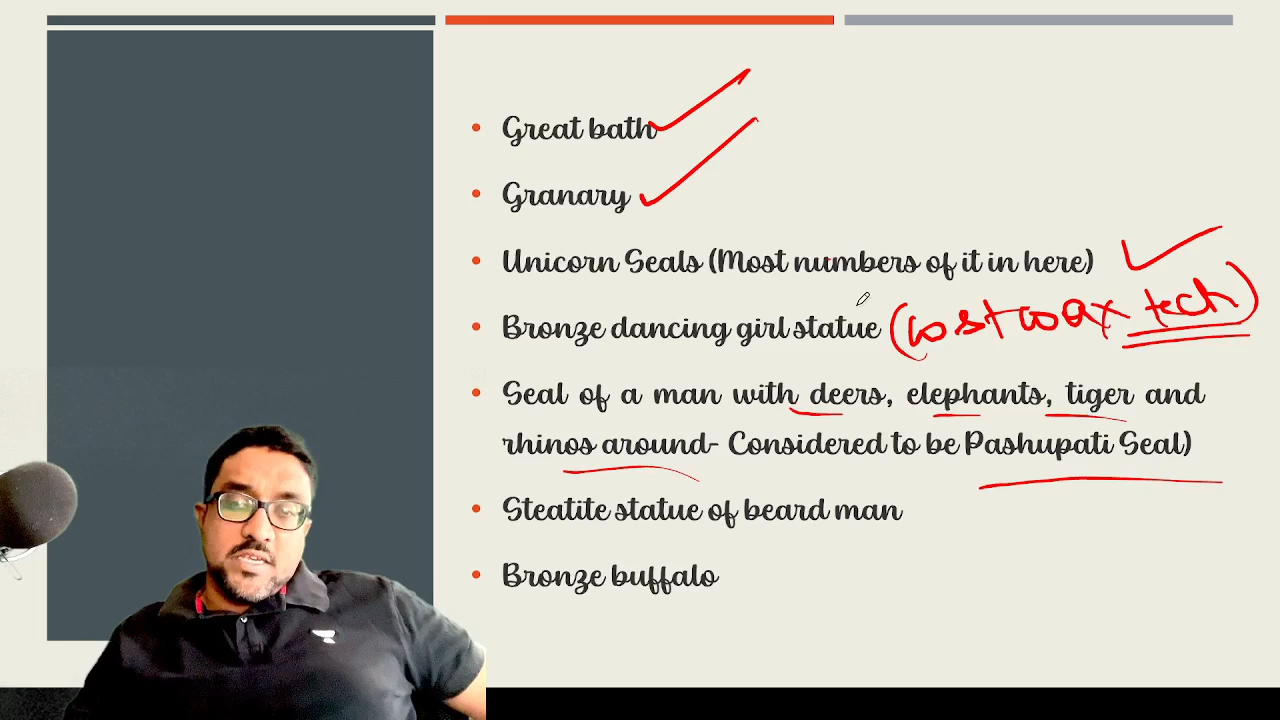 Great bath
Granary
Unicorn Seals (Most numbers of it in here)
Bronze dancing girl statue (lost wax tech)
Seal of a man with deers, elephants, tiger and
rhinos around- Considered to be Pashupati Seal)
Steatite statue of beard man
Bronze buffalo